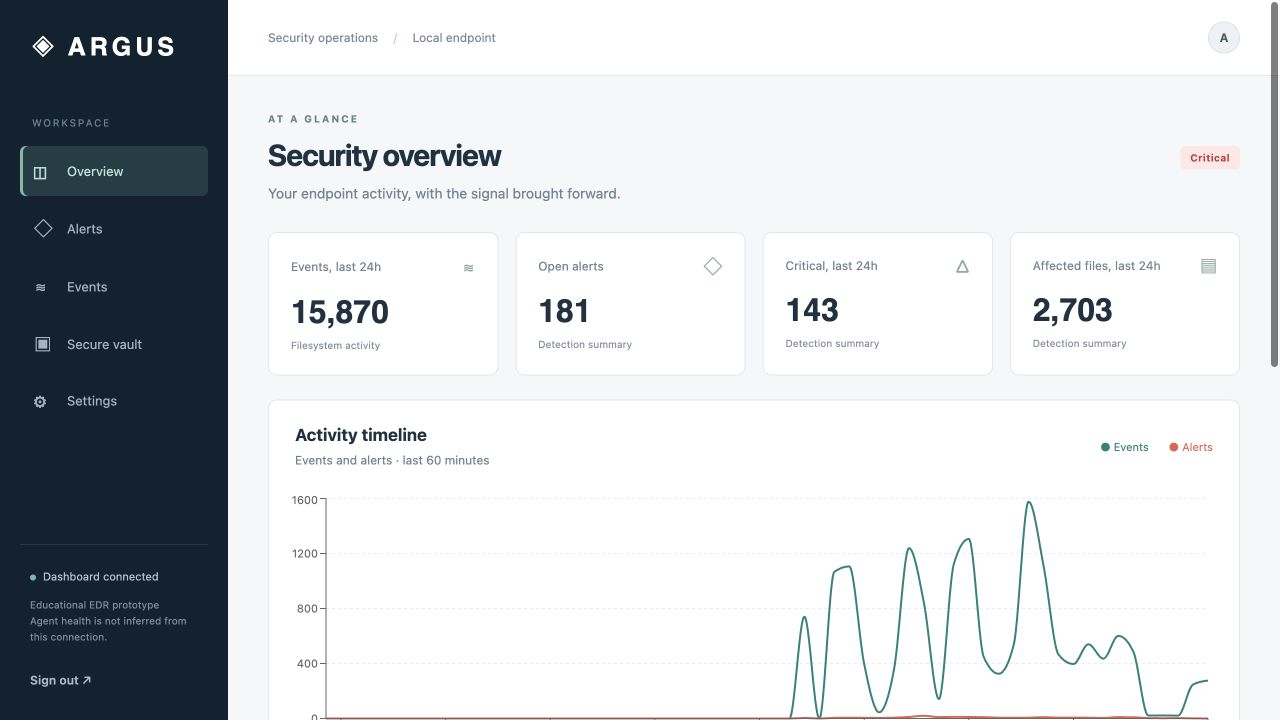 ARGUS
WORKSPACE
Overview
Alerts
Events
Secure vault
Settings
Dashboard connected
Educational EDR prototype
Agent health is not inferred from
this connection.
Sign out ↗
Security operations / Local endpoint
A
AT A GLANCE
Security overview
Critical
Your endpoint activity, with the signal brought forward.
Events, last 24h
15,870
Filesystem activity
Open alerts
181
Detection summary
Critical, last 24h
143
Detection summary
Affected files, last 24h
2,703
Detection summary
Activity timeline
Events and alerts · last 60 minutes
Events
Alerts
1600
1200
800
400
0